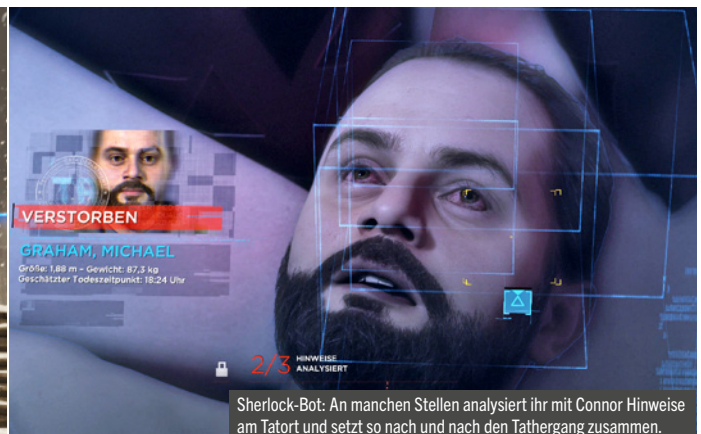 VERSTORBEN
GRAHAM, MICHAEL
Größe: 1,88 m – Gewicht: 87,3 kg
Geschätzter Todeszeitpunkt: 18:24 Uhr
2/3 HINWEISE
ANALYSIERT
Sherlock-Bot: An manchen Stellen analysiert ihr mit Connor Hinweise
am Tatort und setzt so nach und nach den Tathergang zusammen.